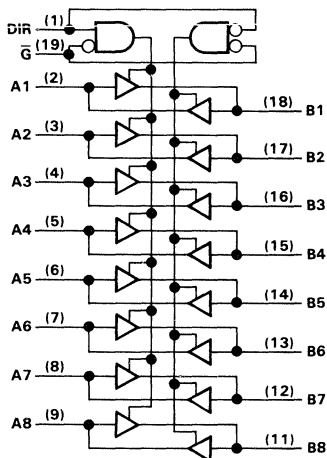 DIR (1)
G̅ (19)
A1 (2)
(18) B1
A2 (3)
(17) B2
A3 (4)
(16) B3
A4 (5)
(15) B4
A5 (6)
(14) B5
A6 (7)
(13) B6
A7 (8)
(12) B7
A8 (9)
(11) B8